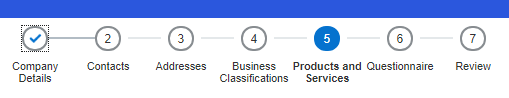 2 3 4 5 6 7
Company Details Contacts Addresses Business Classifications Products and Services Questionnaire Review